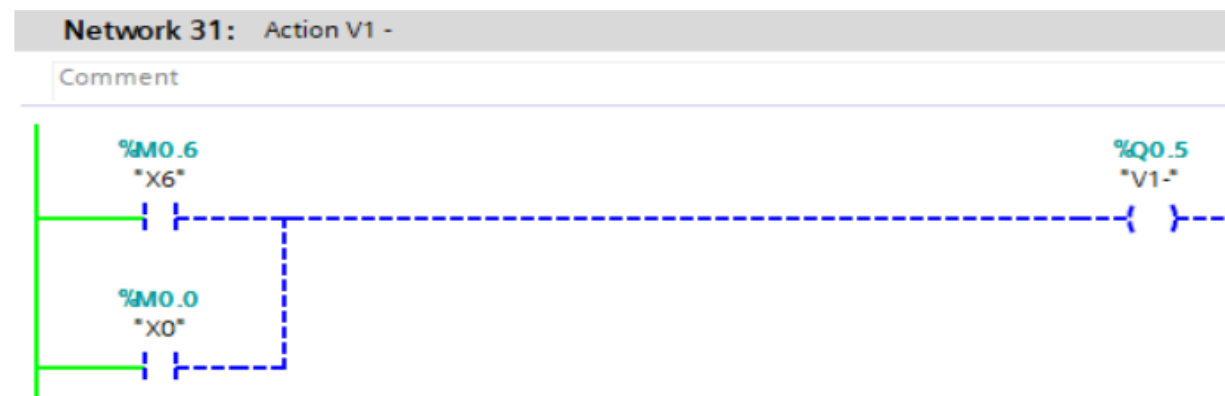 Network 31: Action V1 -
Comment
%M0.6
"X6"
%Q0.5
"V1-"
%M0.0
"X0"